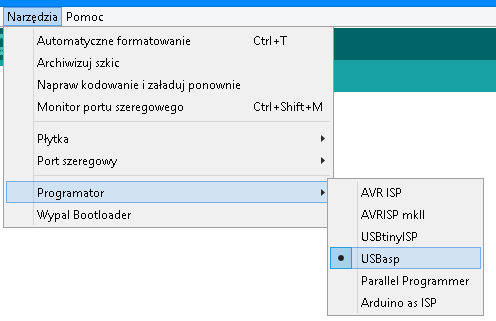 Narzędzia Pomoc
Automatyczne formatowanie Ctrl+T
Archiwizuj szkic
Napraw kodowanie i załaduj ponownie
Monitor portu szeregowego Ctrl+Shift+M
Płytka
Port szeregowy
Programator
Wypal Bootloader
AVR ISP
AVRISP mkII
USBtinyISP
USBasp
Parallel Programmer
Arduino as ISP